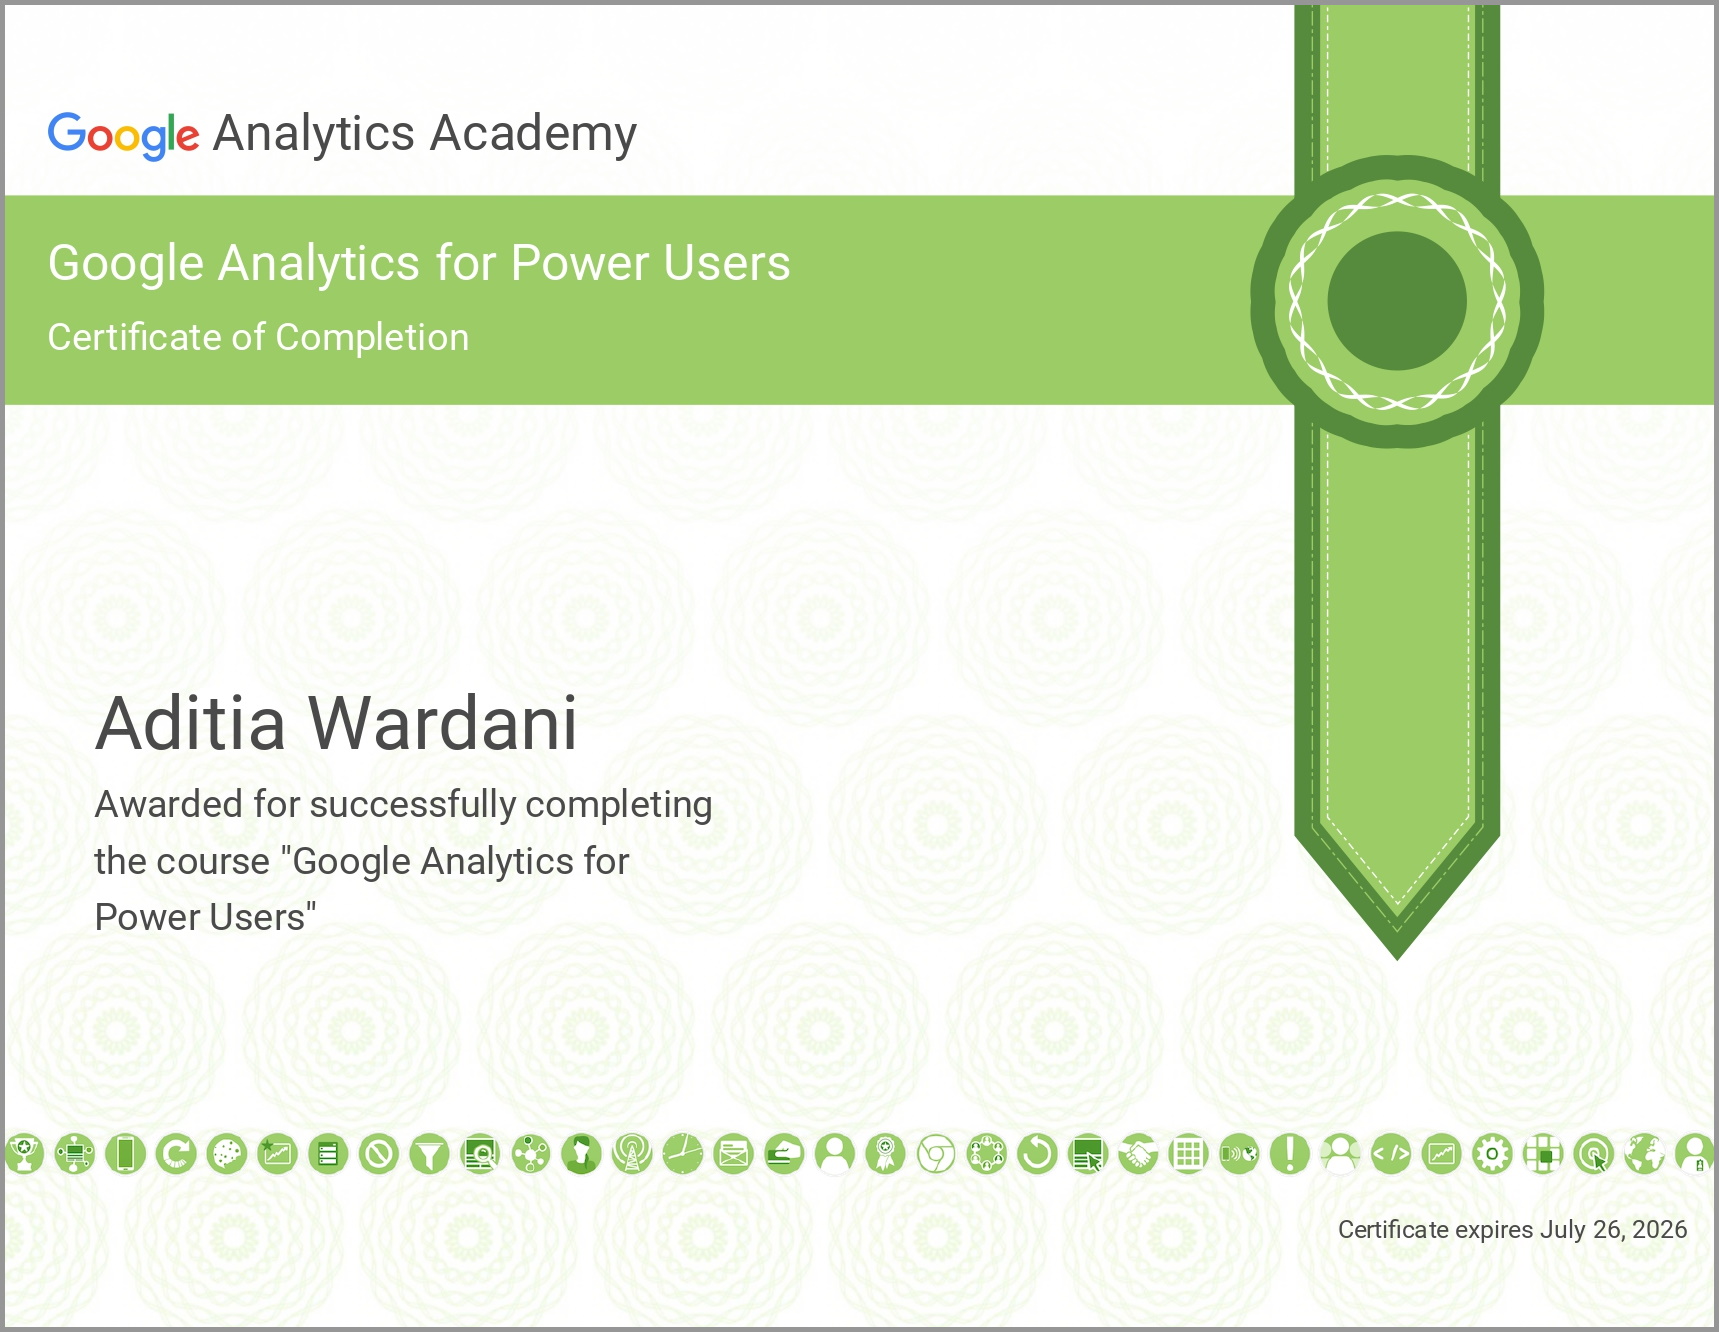 Google Analytics Academy
Google Analytics for Power Users
Certificate of Completion
Aditia Wardani
Awarded for successfully completing
the course "Google Analytics for
Power Users"
Certificate expires July 26, 2026